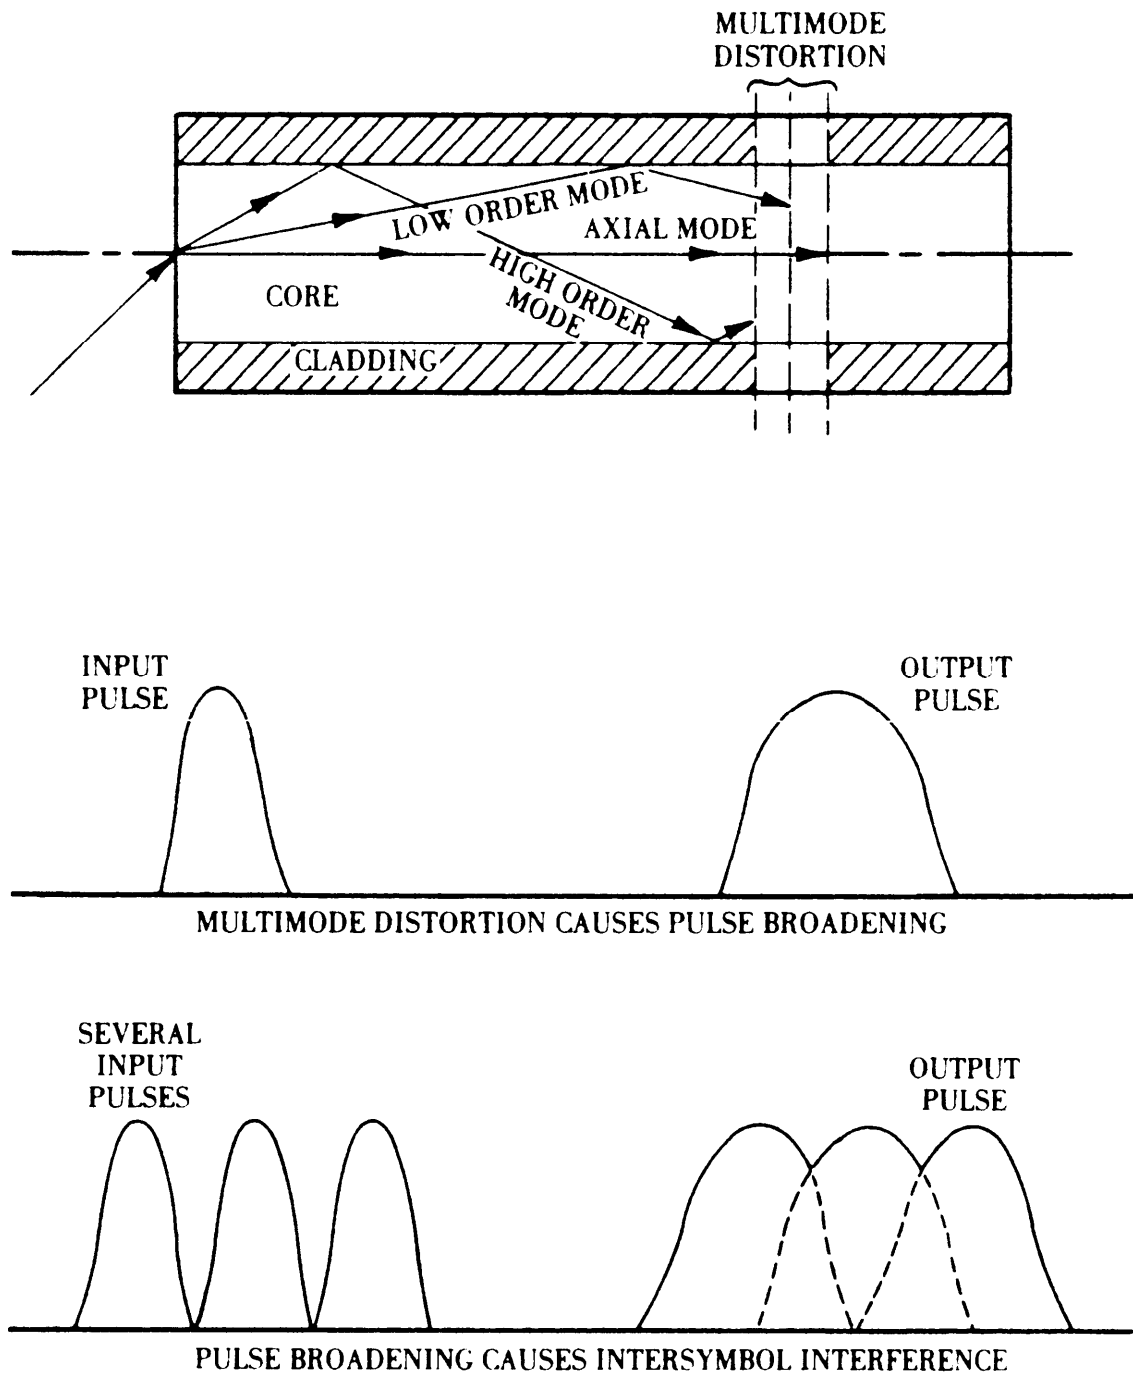 MULTIMODE
DISTORTION
LOW ORDER MODE
AXIAL MODE
HIGH ORDER
MODE
CORE
CLADDING
INPUT
PULSE
OUTPUT
PULSE
MULTIMODE DISTORTION CAUSES PULSE BROADENING
SEVERAL
INPUT
PULSES
OUTPUT
PULSE
PULSE BROADENING CAUSES INTERSYMBOL INTERFERENCE